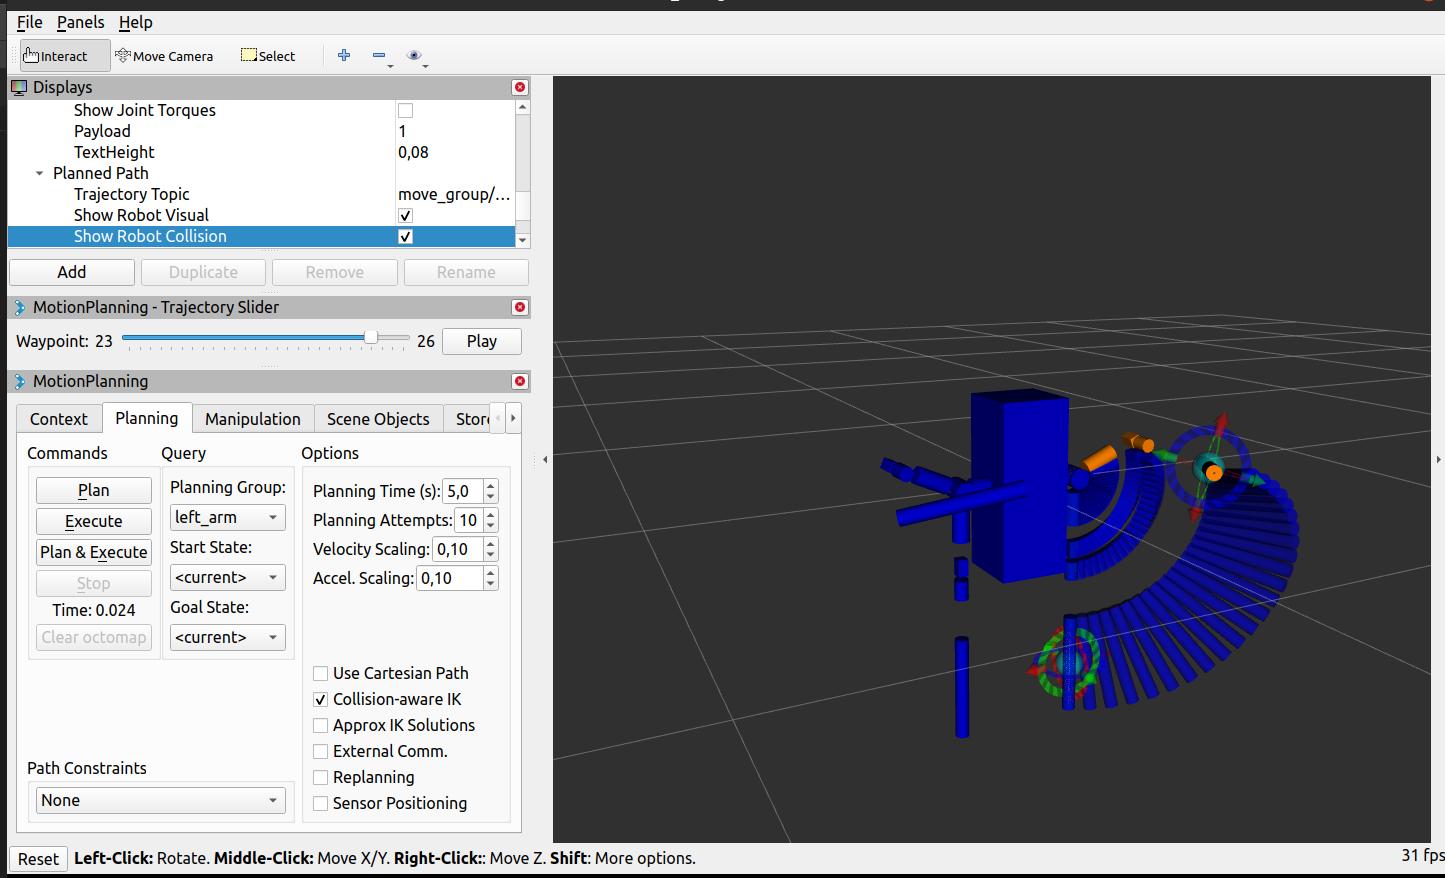 File Panels Help
Interact Move Camera Select
Displays
Show Joint Torques
Payload 1
TextHeight 0,08
Planned Path
Trajectory Topic move_group/...
Show Robot Visual
Show Robot Collision
Add Duplicate Remove Rename
MotionPlanning - Trajectory Slider
Waypoint: 23 26 Play
MotionPlanning
Context Planning Manipulation Scene Objects Stor
Commands Query Options
Plan
Execute
Plan & Execute
Stop
Time: 0.024
Clear octomap
Planning Group:
left_arm
Start State:
<current>
Goal State:
<current>
Planning Time (s): 5,0
Planning Attempts: 10
Velocity Scaling: 0,10
Accel. Scaling: 0,10
Use Cartesian Path
Collision-aware IK
Approx IK Solutions
External Comm.
Replanning
Sensor Positioning
Path Constraints
None
Reset Left-Click: Rotate. Middle-Click: Move X/Y. Right-Click:: Move Z. Shift: More options. 31 fps